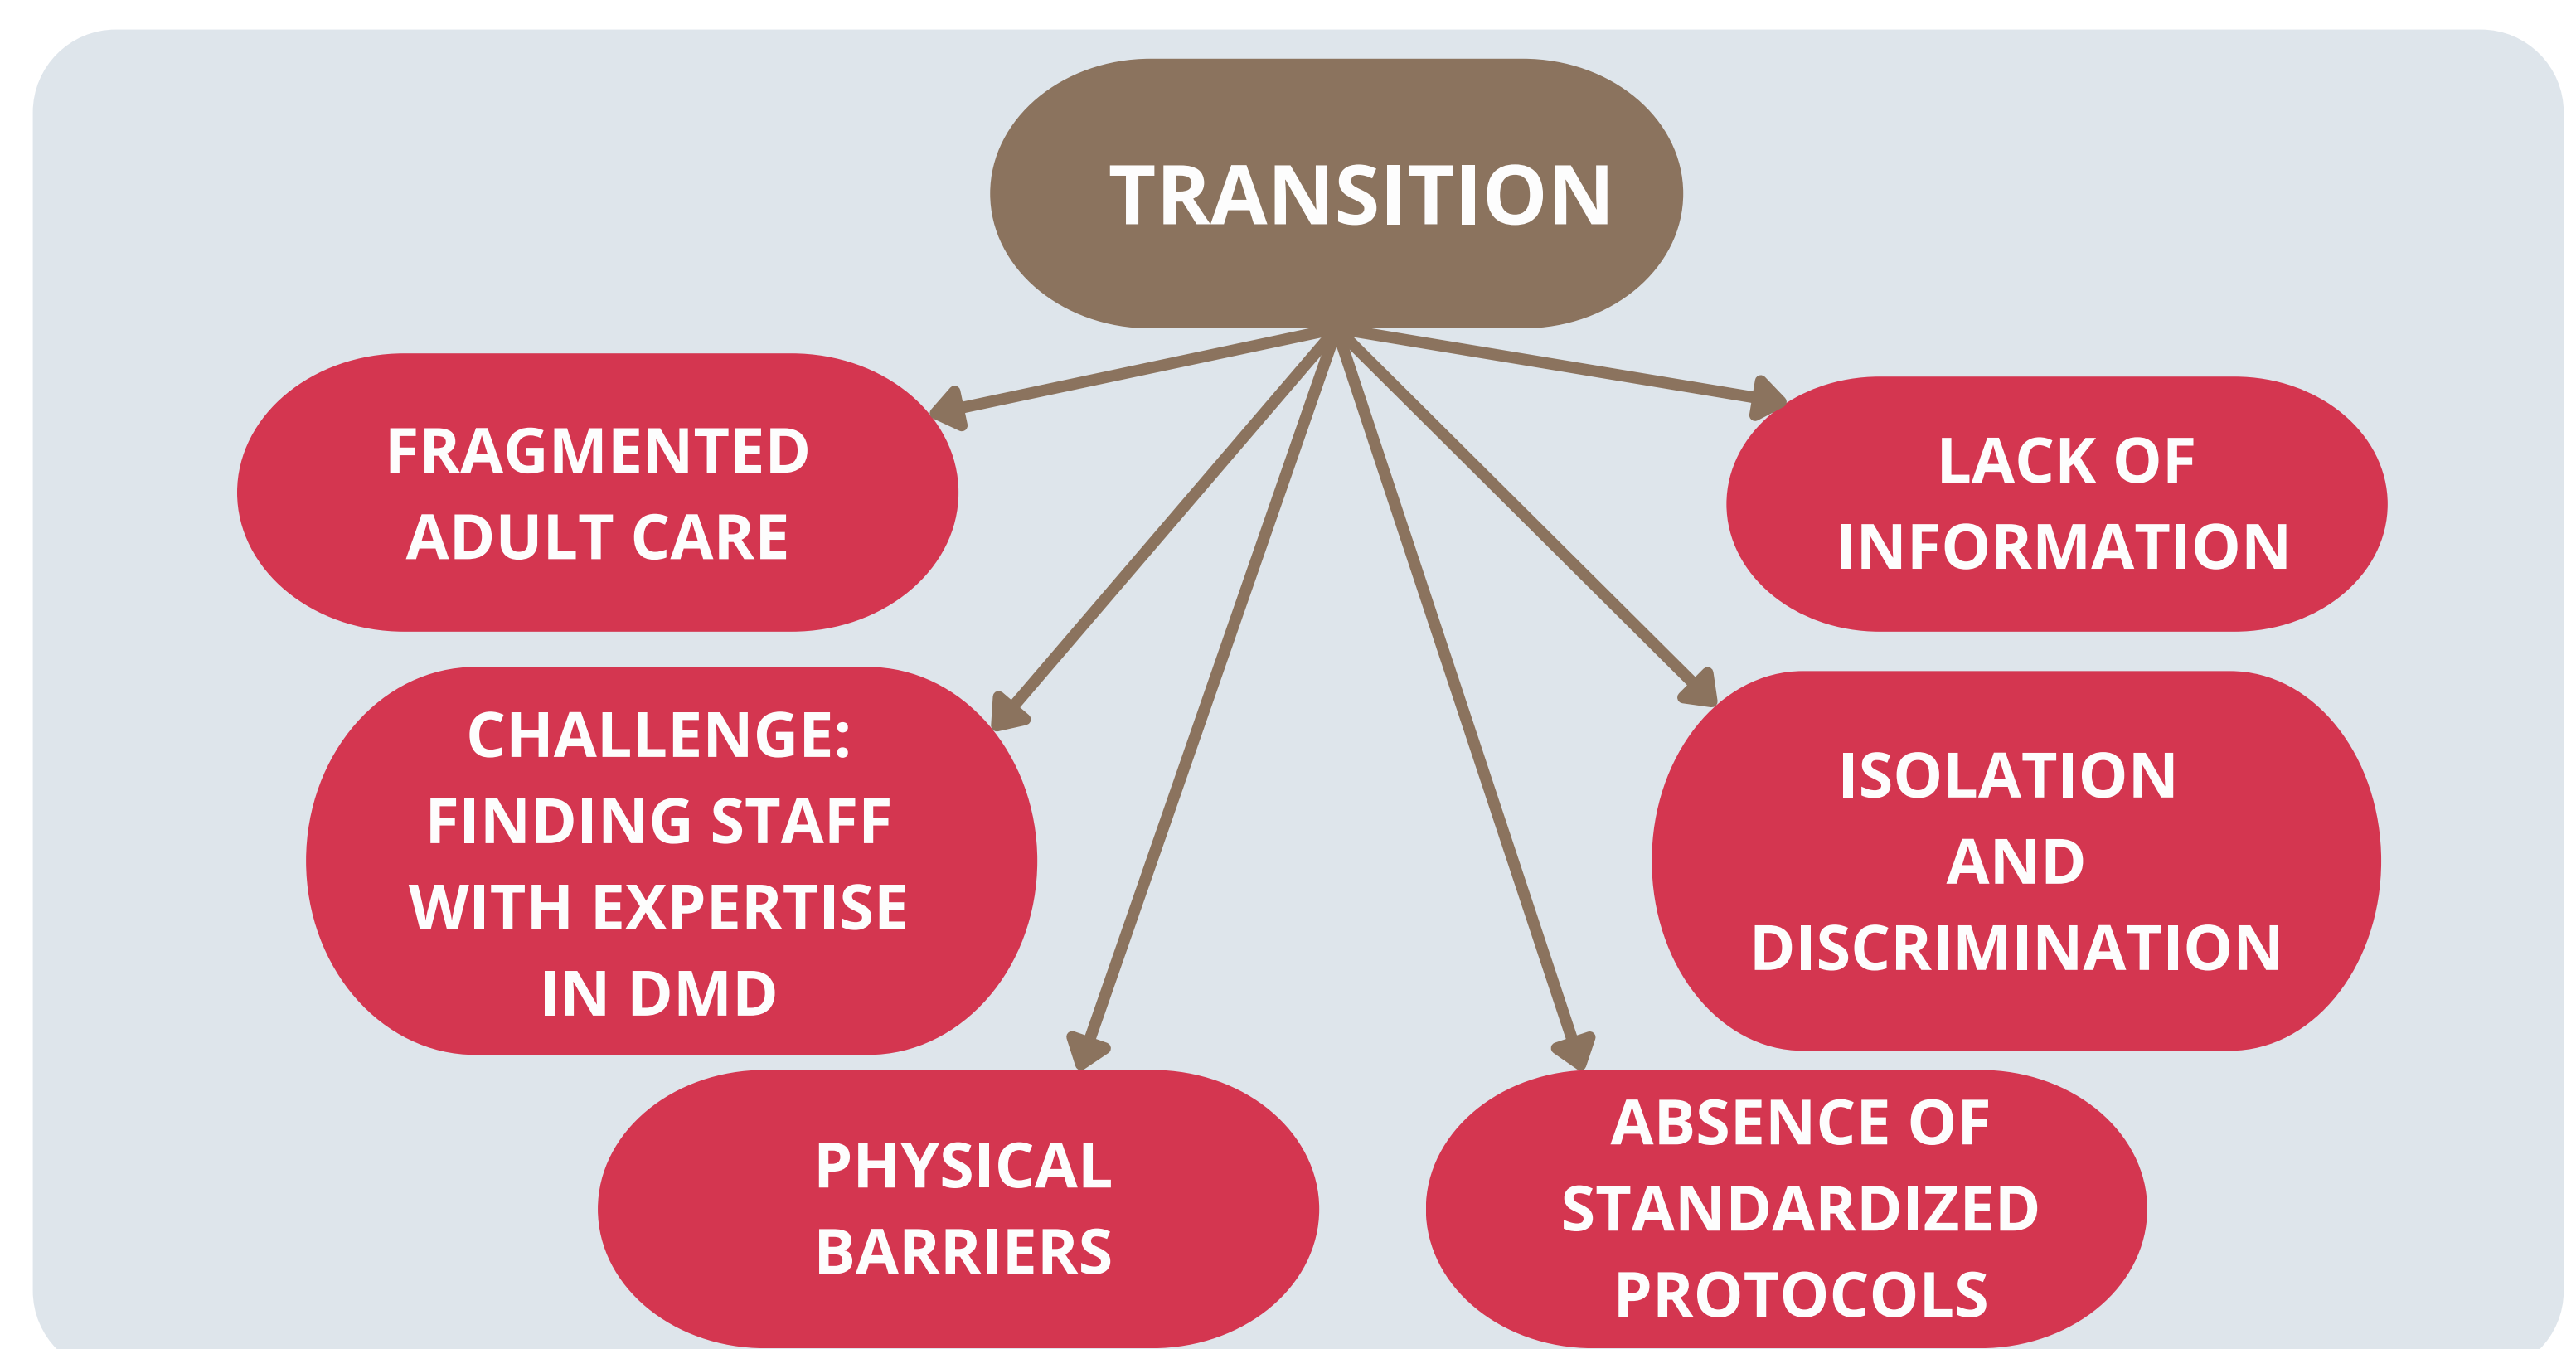 TRANSITION
FRAGMENTED
ADULT CARE
LACK OF
INFORMATION
CHALLENGE:
FINDING STAFF
WITH EXPERTISE
IN DMD
ISOLATION
AND
DISCRIMINATION
PHYSICAL
BARRIERS
ABSENCE OF
STANDARDIZED
PROTOCOLS